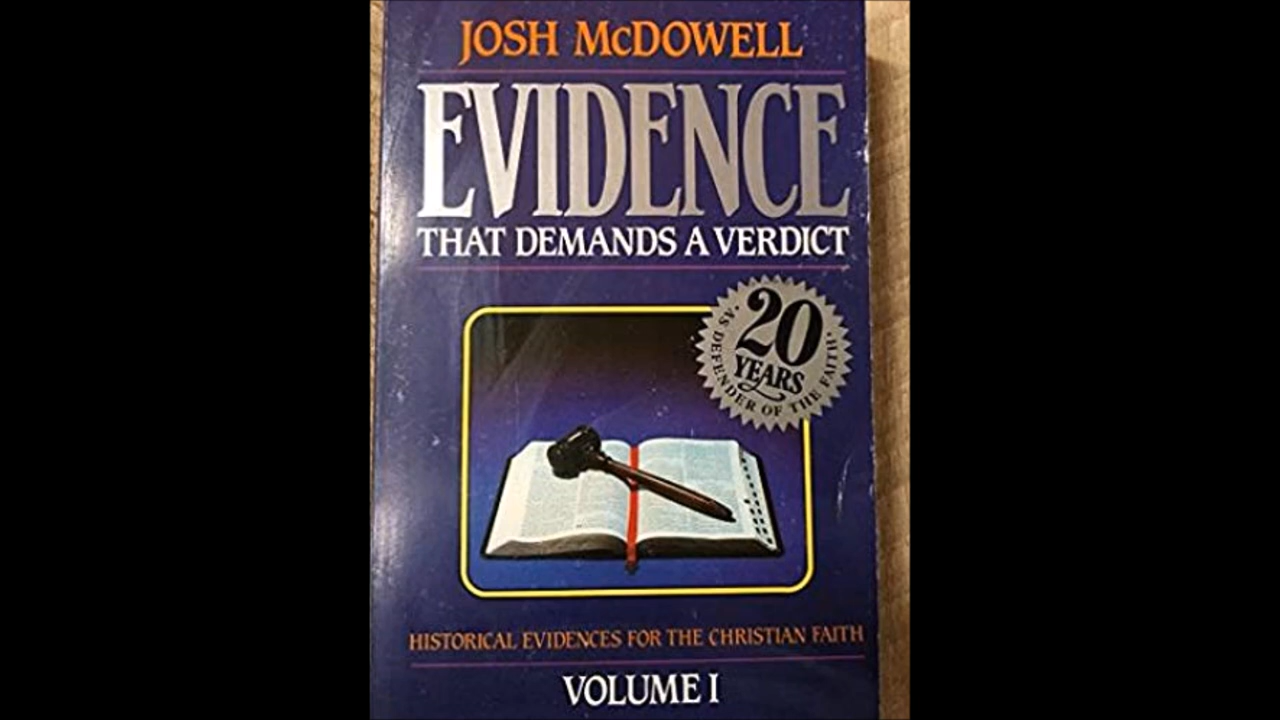 JOSH McDOWELL
EVIDENCE
THAT DEMANDS A VERDICT
20
YEARS
• AS DEFENDER OF THE FAITH •
HISTORICAL EVIDENCES FOR THE CHRISTIAN FAITH
VOLUME I